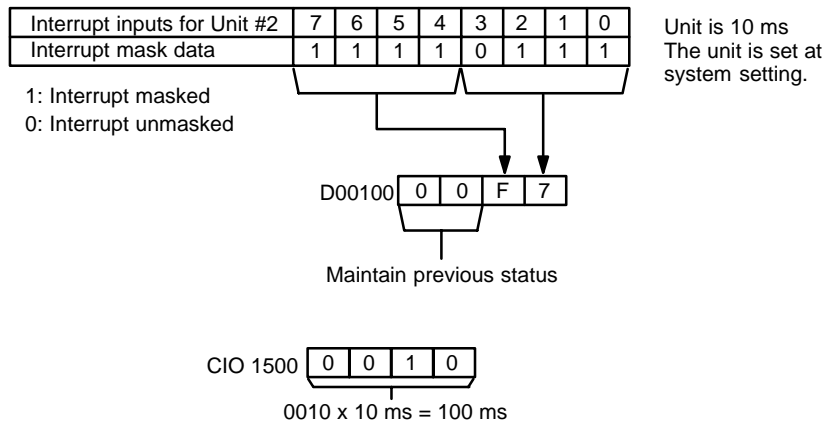 Interrupt inputs for Unit #2 7 6 5 4 3 2 1 0
Interrupt mask data 1 1 1 1 0 1 1 1
Unit is 10 ms
The unit is set at
system setting.
1: Interrupt masked
0: Interrupt unmasked
D00100 0 0 F 7
Maintain previous status
CIO 1500 0 0 1 0
0010 x 10 ms = 100 ms